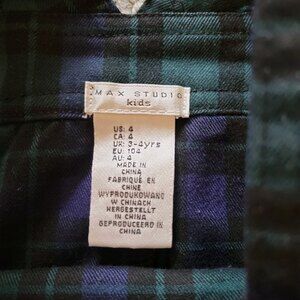 MAX STUDIO
kids
US: 4
CA: 4
UK: 3-4yrs
EU: 104
AU: 4
MADE IN
CHINA
FABRIQUÉ EN
CHINE
WYPRODUKOWANO
W CHINACH
HERGESTELLT
IN CHINA
GEPRODUCEERD IN
CHINA